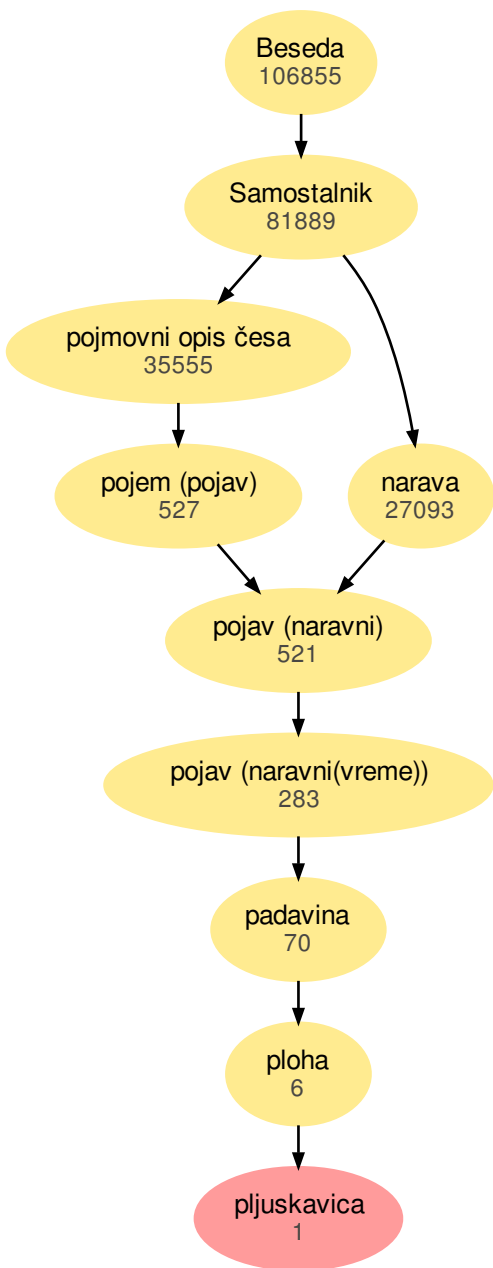 Beseda
106855
Samostalnik
81889
pojmovni opis česa
35555
pojem (pojav)
527
narava
27093
pojav (naravni)
521
pojav (naravni(vreme))
283
padavina
70
ploha
6
pljuskavica
1